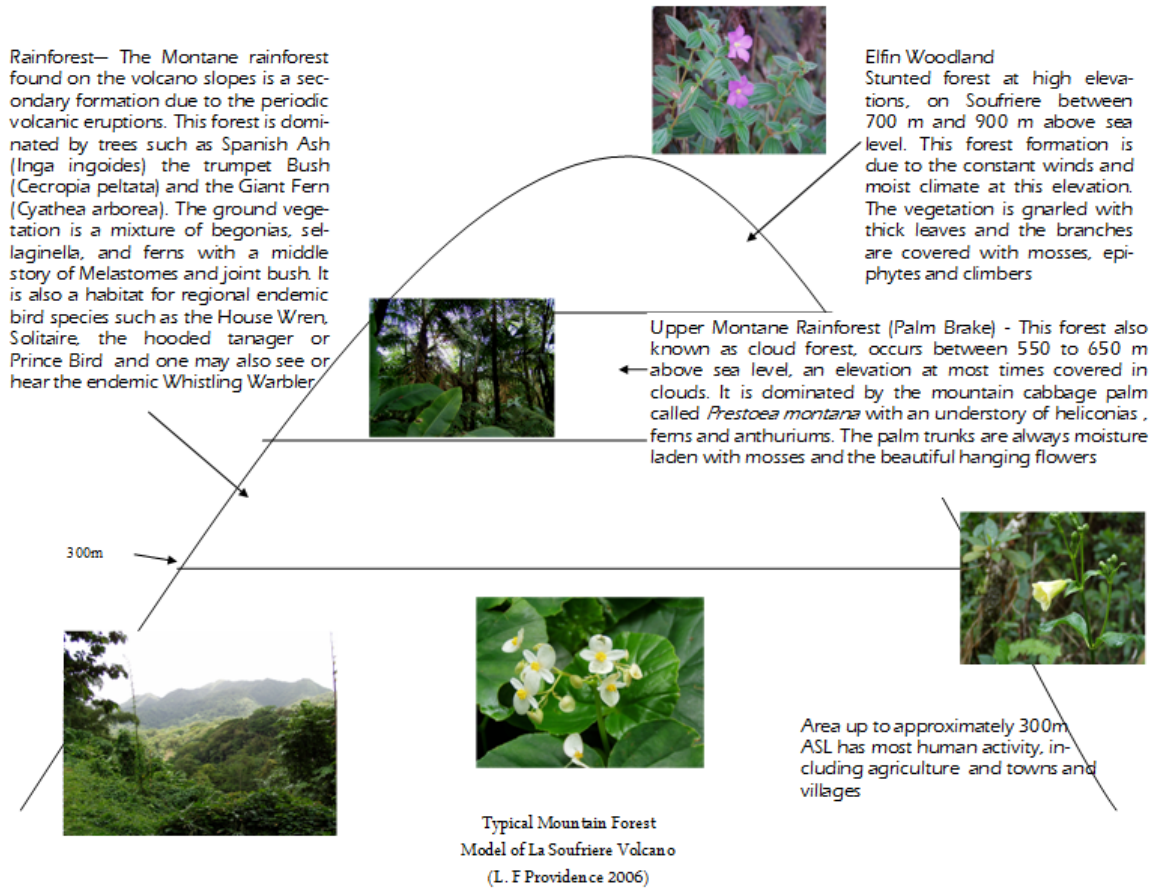 Rainforest— The Montane rainforest
found on the volcano slopes is a sec-
ondary formation due to the periodic
volcanic eruptions. This forest is domi-
nated by trees such as Spanish Ash
(Inga ingoides) the trumpet Bush
(Cecropia peltata) and the Giant Fern
(Cyathea arborea). The ground vege-
tation is a mixture of begonias, sel-
laginella, and ferns with a middle
story of Melastomes and joint bush. It
is also a habitat for regional endemic
bird species such as the House Wren,
Solitaire, the hooded tanager or
Prince Bird and one may also see or
hear the endemic Whistling Warbler
Elfin Woodland
Stunted forest at high eleva-
tions, on Soufriere between
700 m and 900 m above sea
level. This forest formation is
due to the constant winds and
moist climate at this elevation.
The vegetation is gnarled with
thick leaves and the branches
are covered with mosses, epi-
phytes and climbers
Upper Montane Rainforest (Palm Brake) - This forest also
known as cloud forest, occurs between 550 to 650 m
above sea level, an elevation at most times covered in
clouds. It is dominated by the mountain cabbage palm
called Prestoea montana with an understory of heliconias ,
ferns and anthuriums. The palm trunks are always moisture
laden with mosses and the beautiful hanging flowers
300m
Area up to approximately 300m
ASL has most human activity, in-
cluding agriculture and towns and
villages
Typical Mountain Forest
Model of La Soufriere Volcano
(L. F Providence 2006)